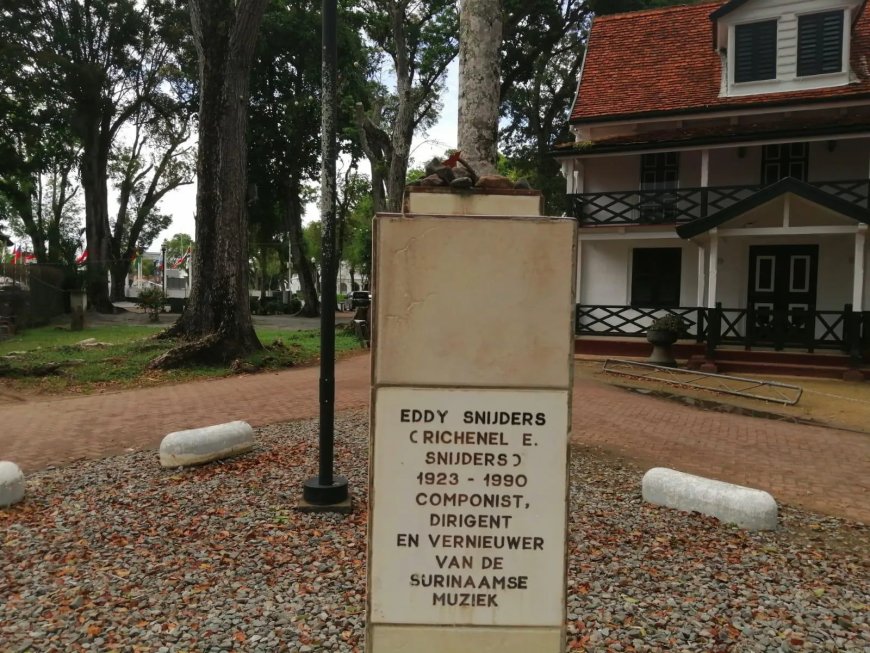 EDDY SNIJDERS
(RICHENEL E.
SNIJDERS)
1923 - 1990
COMPONIST,
DIRIGENT
EN VERNIEUWER
VAN DE
SURINAAMSE
MUZIEK